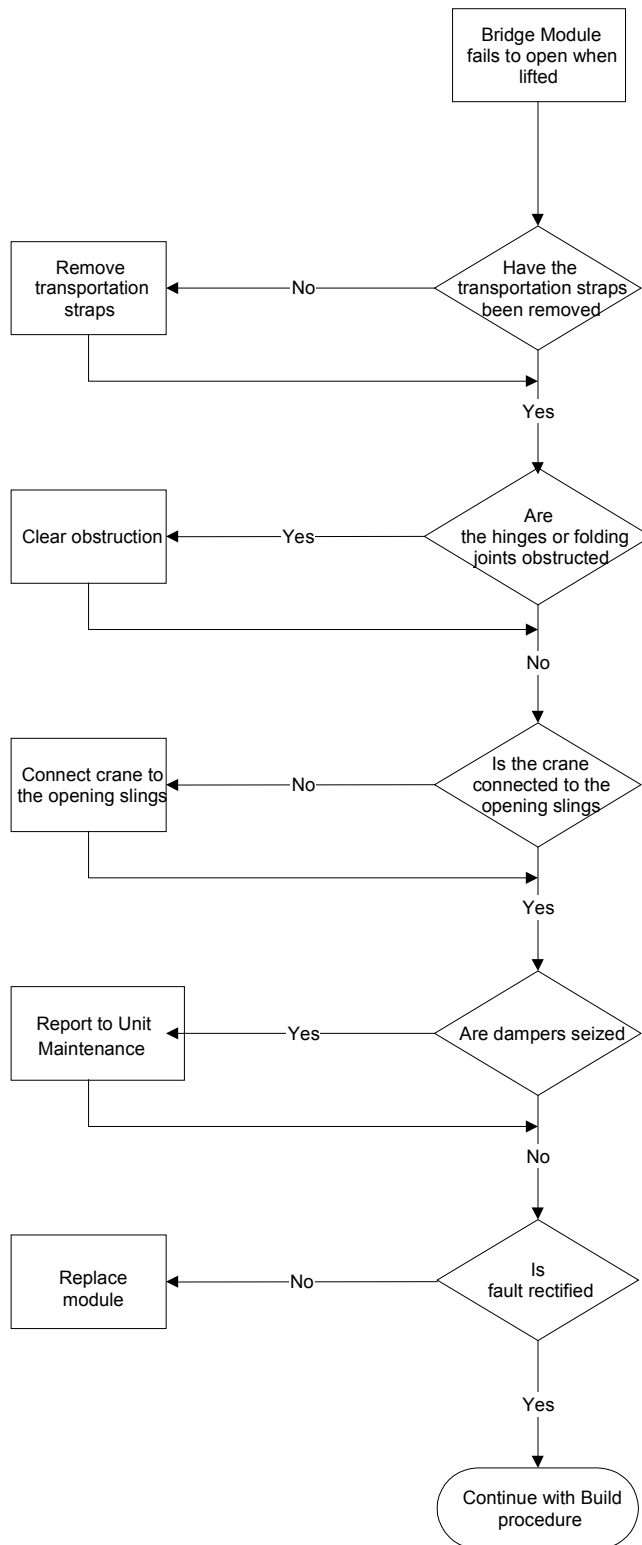 Bridge Module
fails to open when
lifted
Have the
transportation straps
been removed
No
Remove
transportation
straps
Yes
Are
the hinges or folding
joints obstructed
Yes
Clear obstruction
No
Is the crane
connected to the
opening slings
No
Connect crane to
the opening slings
Yes
Are dampers seized
Yes
Report to Unit
Maintenance
No
Is
fault rectified
No
Replace
module
Yes
Continue with Build
procedure